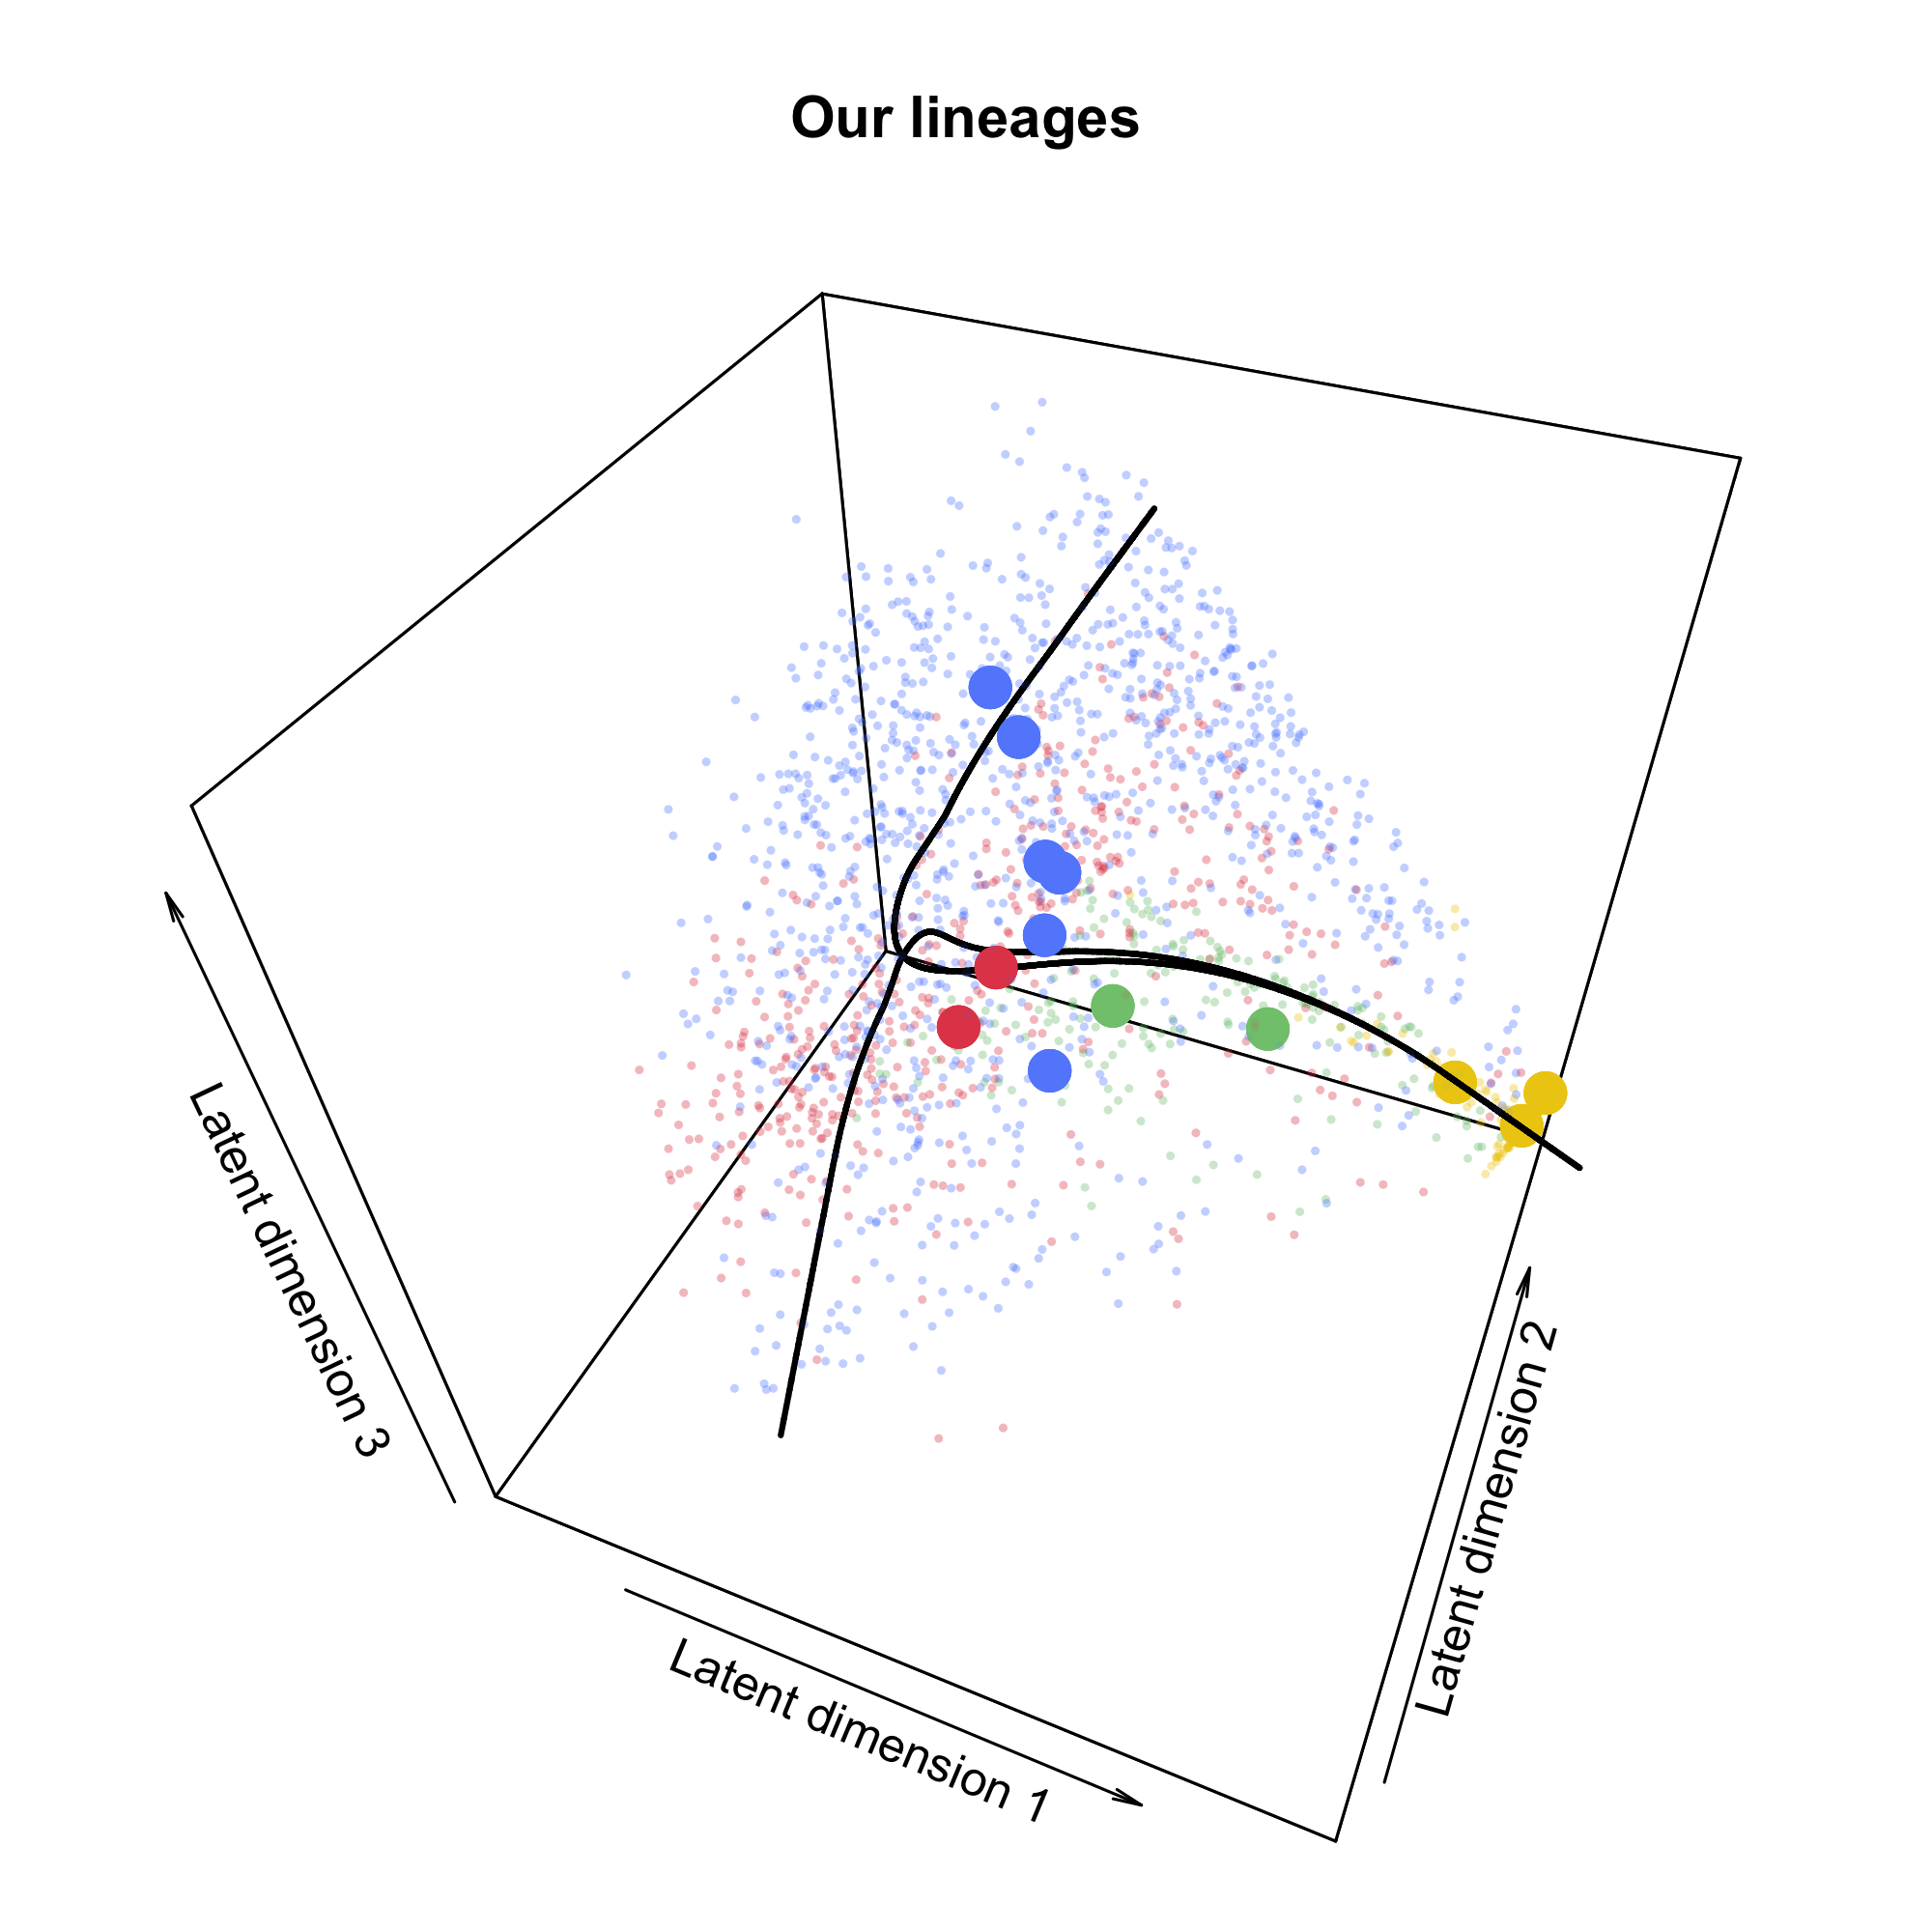 Our lineages
Latent dimension 3
Latent dimension 2
Latent dimension 1